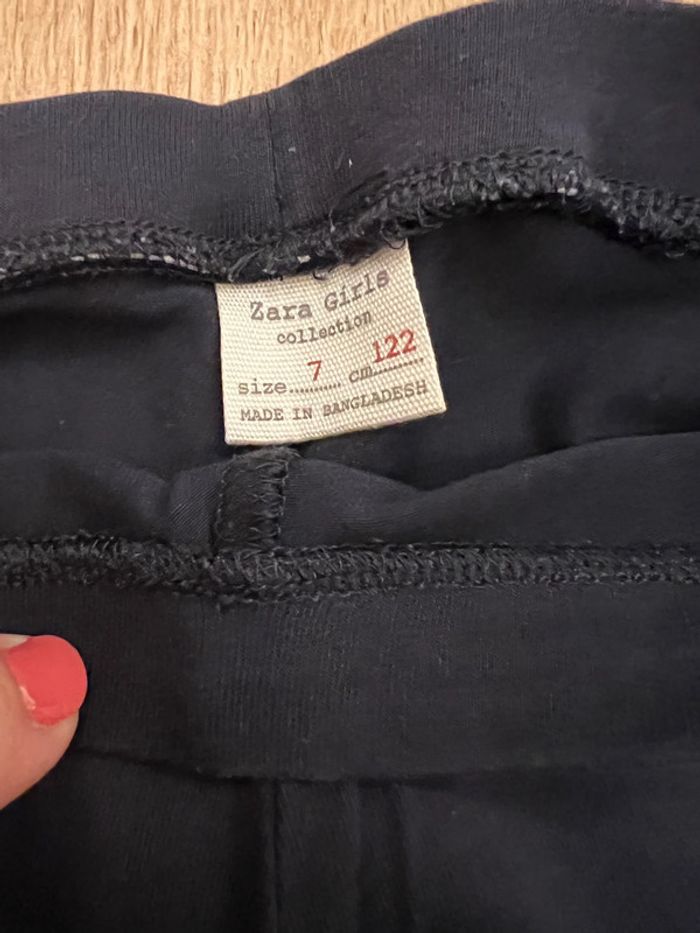 Zara Girls
collection
size..........7 cm..........122
MADE IN BANGLADESH